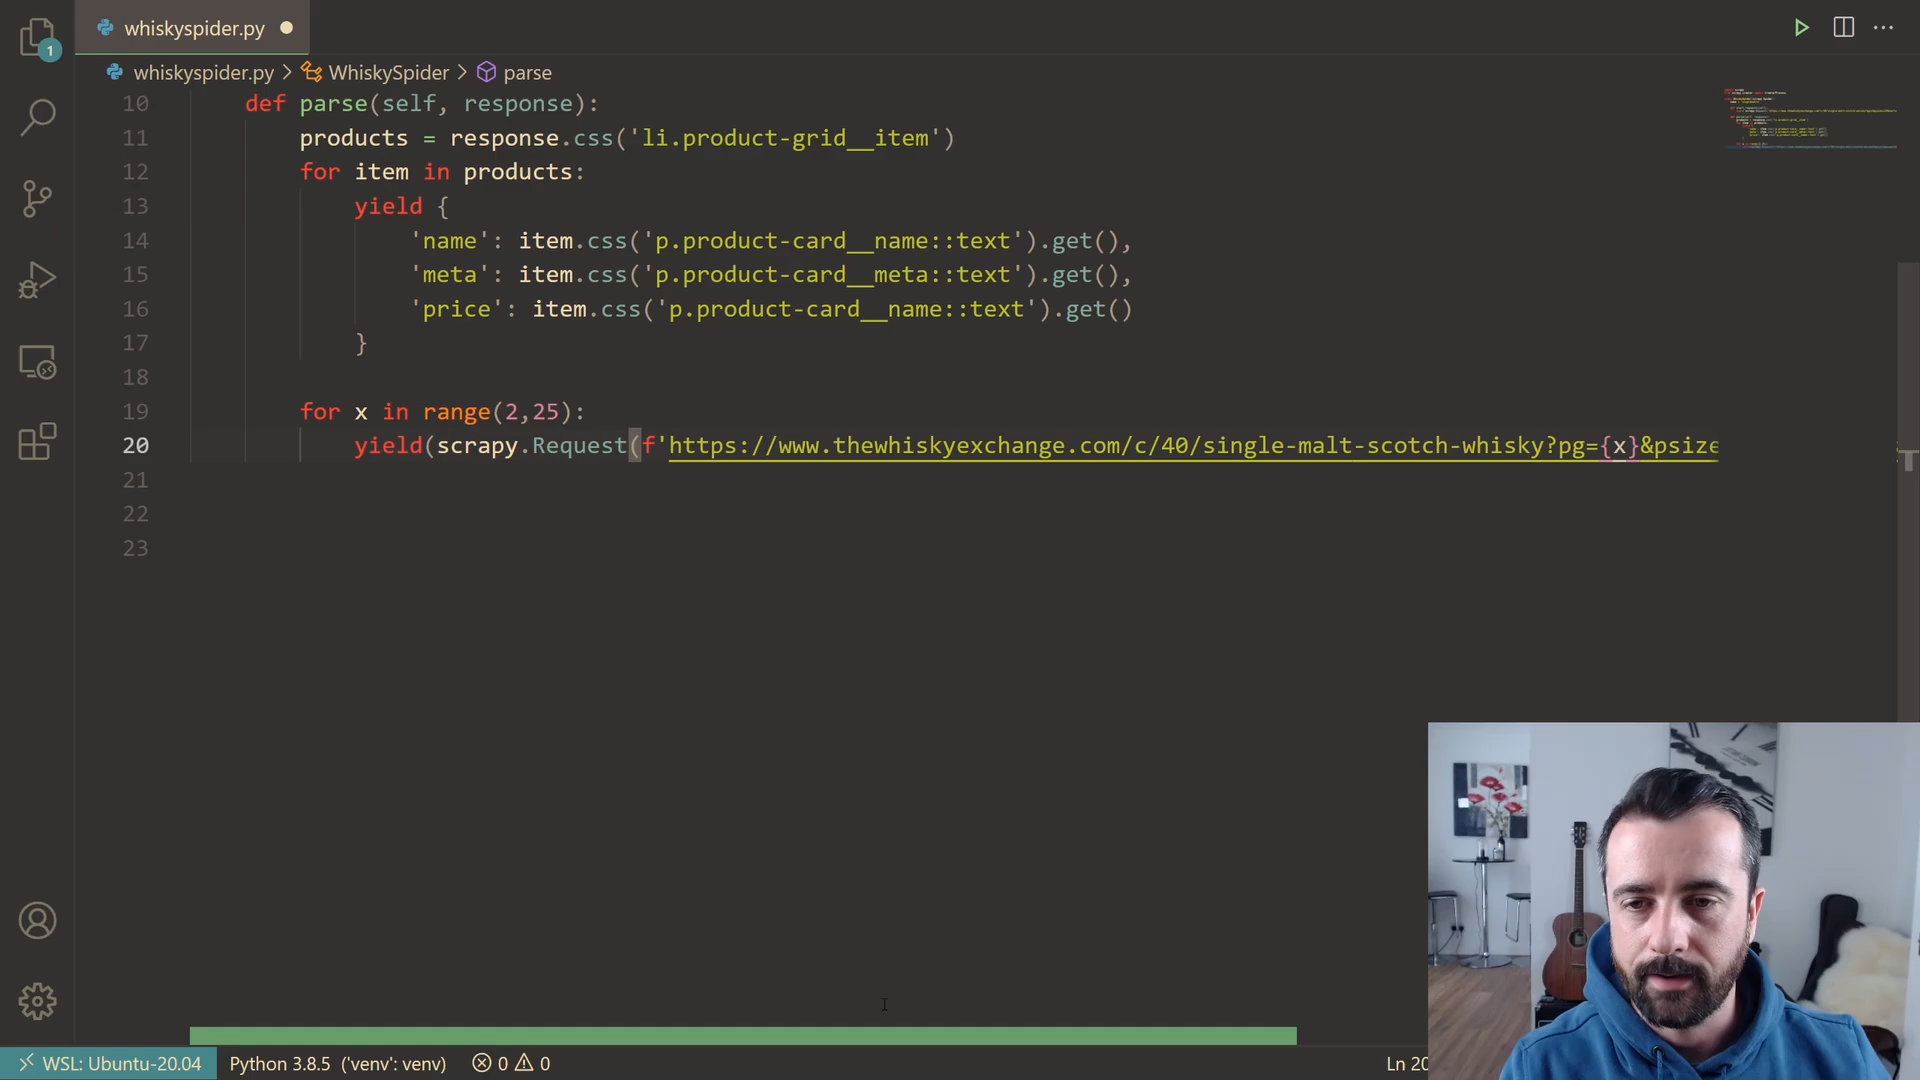 whiskyspider.py
1
whiskyspider.py > WhiskySpider > parse
10 def parse(self, response):
11 products = response.css('li.product-grid__item')
12 for item in products:
13 yield {
14 'name': item.css('p.product-card__name::text').get(),
15 'meta': item.css('p.product-card__meta::text').get(),
16 'price': item.css('p.product-card__name::text').get()
17 }
18
19 for x in range(2,25):
20 yield(scrapy.Request(f'https://www.thewhiskyexchange.com/c/40/single-malt-scotch-whisky?pg={x}&psize
21
22
23
WSL: Ubuntu-20.04 Python 3.8.5 ('venv': venv) 0 0 Ln 20